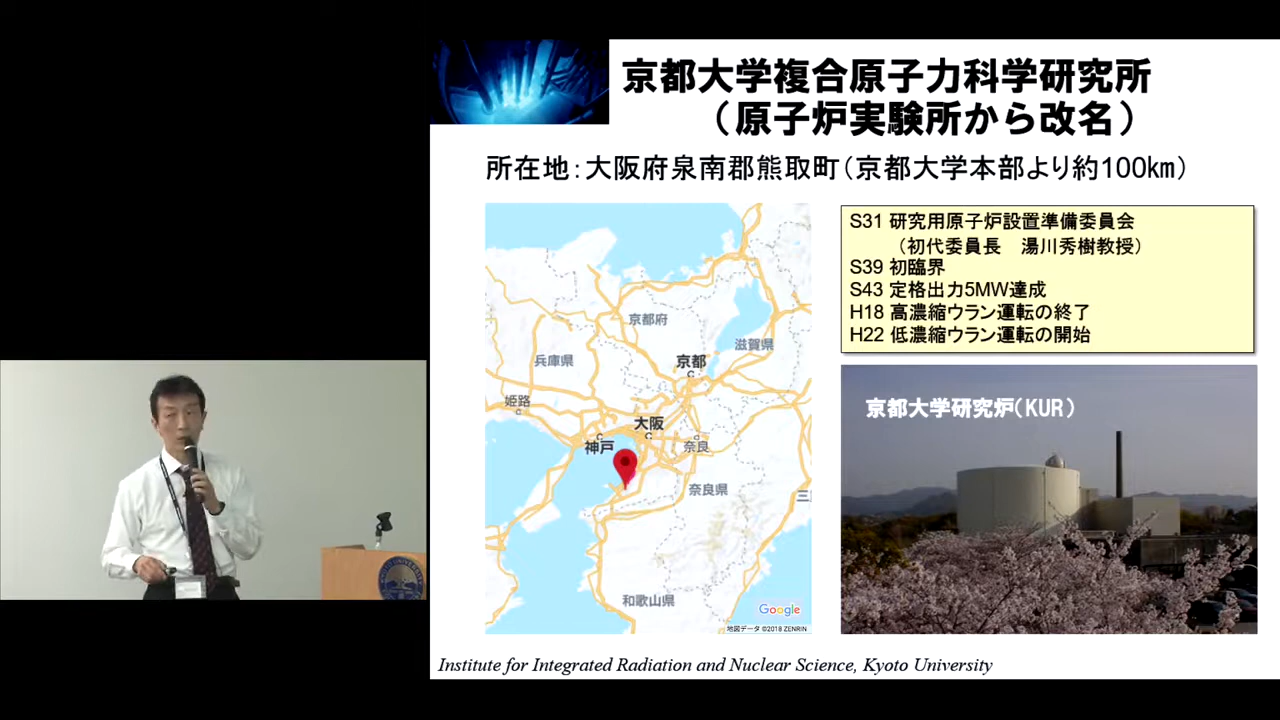 京都大学複合原子力科学研究所
（原子炉実験所から改名）
所在地：大阪府泉南郡熊取町（京都大学本部より約100km）
京都府
兵庫県
滋賀県
京都
姫路
大阪
神戸
奈良
奈良県
三
和歌山県
Google
地図データ ©2018 ZENRIN
S31 研究用原子炉設置準備委員会
（初代委員長　湯川秀樹教授）
S39 初臨界
S43 定格出力5MW達成
H18 高濃縮ウラン運転の終了
H22 低濃縮ウラン運転の開始
京都大学研究炉（KUR）
Institute for Integrated Radiation and Nuclear Science, Kyoto University
KYOTO UNIVERSITY